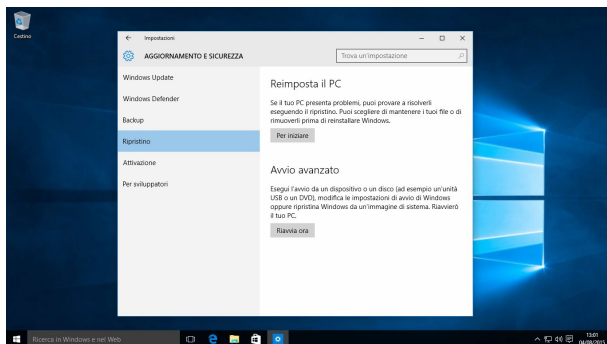 Cestino
Impostazioni
AGGIORNAMENTO E SICUREZZA
Trova un'impostazione
Windows Update
Windows Defender
Backup
Ripristino
Attivazione
Per sviluppatori
Reimposta il PC
Se il tuo PC presenta problemi, puoi provare a risolverli
eseguendo il ripristino. Puoi scegliere di mantenere i tuoi file o di
rimuoverli prima di reinstallare Windows.
Per iniziare
Avvio avanzato
Esegui l'avvio da un dispositivo o un disco (ad esempio un'unità
USB o un DVD), modifica le impostazioni di avvio di Windows
oppure ripristina Windows da un'immagine di sistema. Riavvierò
il tuo PC.
Riavvia ora
Ricerca in Windows e nel Web
13:01
04/08/2015